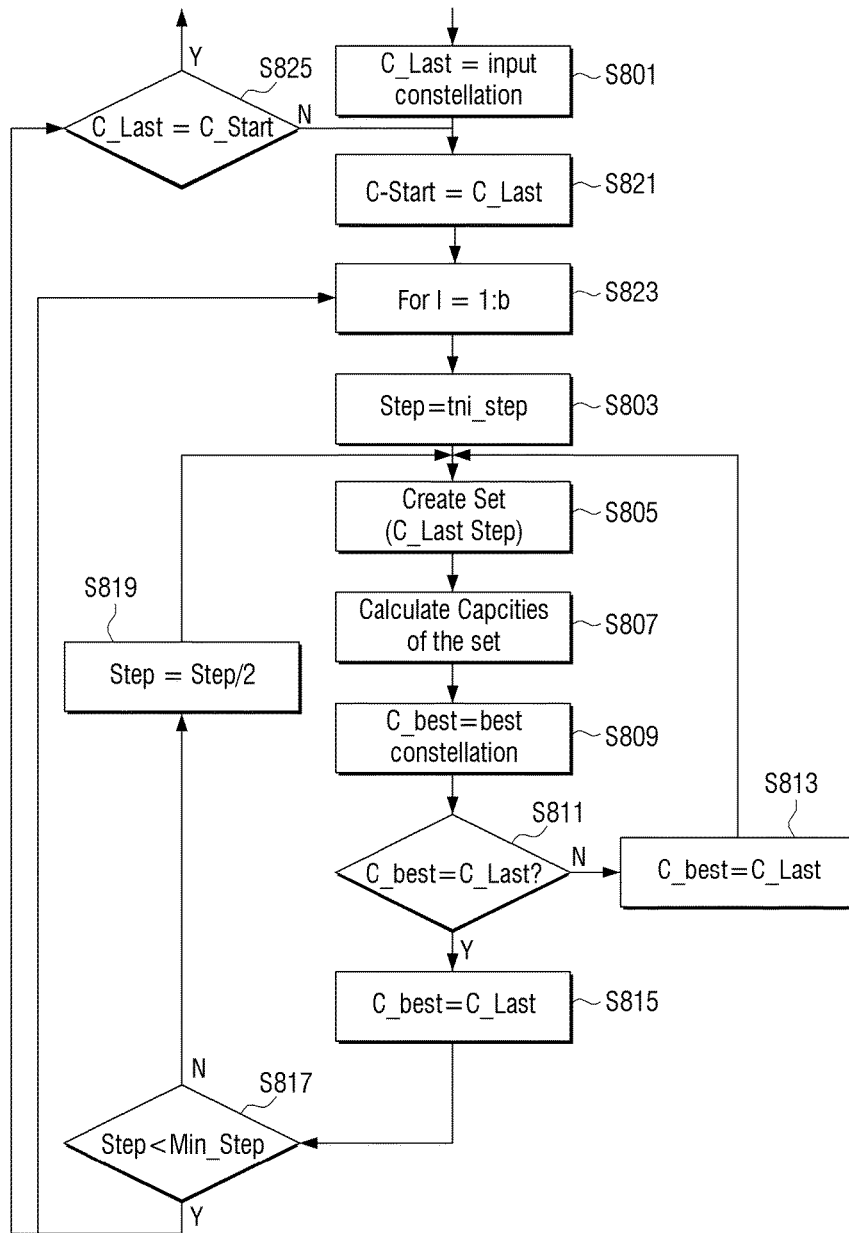 Y
S825
C_Last = C_Start
N
C_Last = input
constellation
S801
C-Start = C_Last
S821
For I = 1:b
S823
Step=tni_step
S803
Create Set
(C_Last Step)
S805
Calculate Capcities
of the set
S807
S819
Step = Step/2
C_best=best
constellation
S809
S811
C_best=C_Last?
N
Y
S813
C_best=C_Last
C_best=C_Last
S815
N
S817
Step<Min_Step
Y